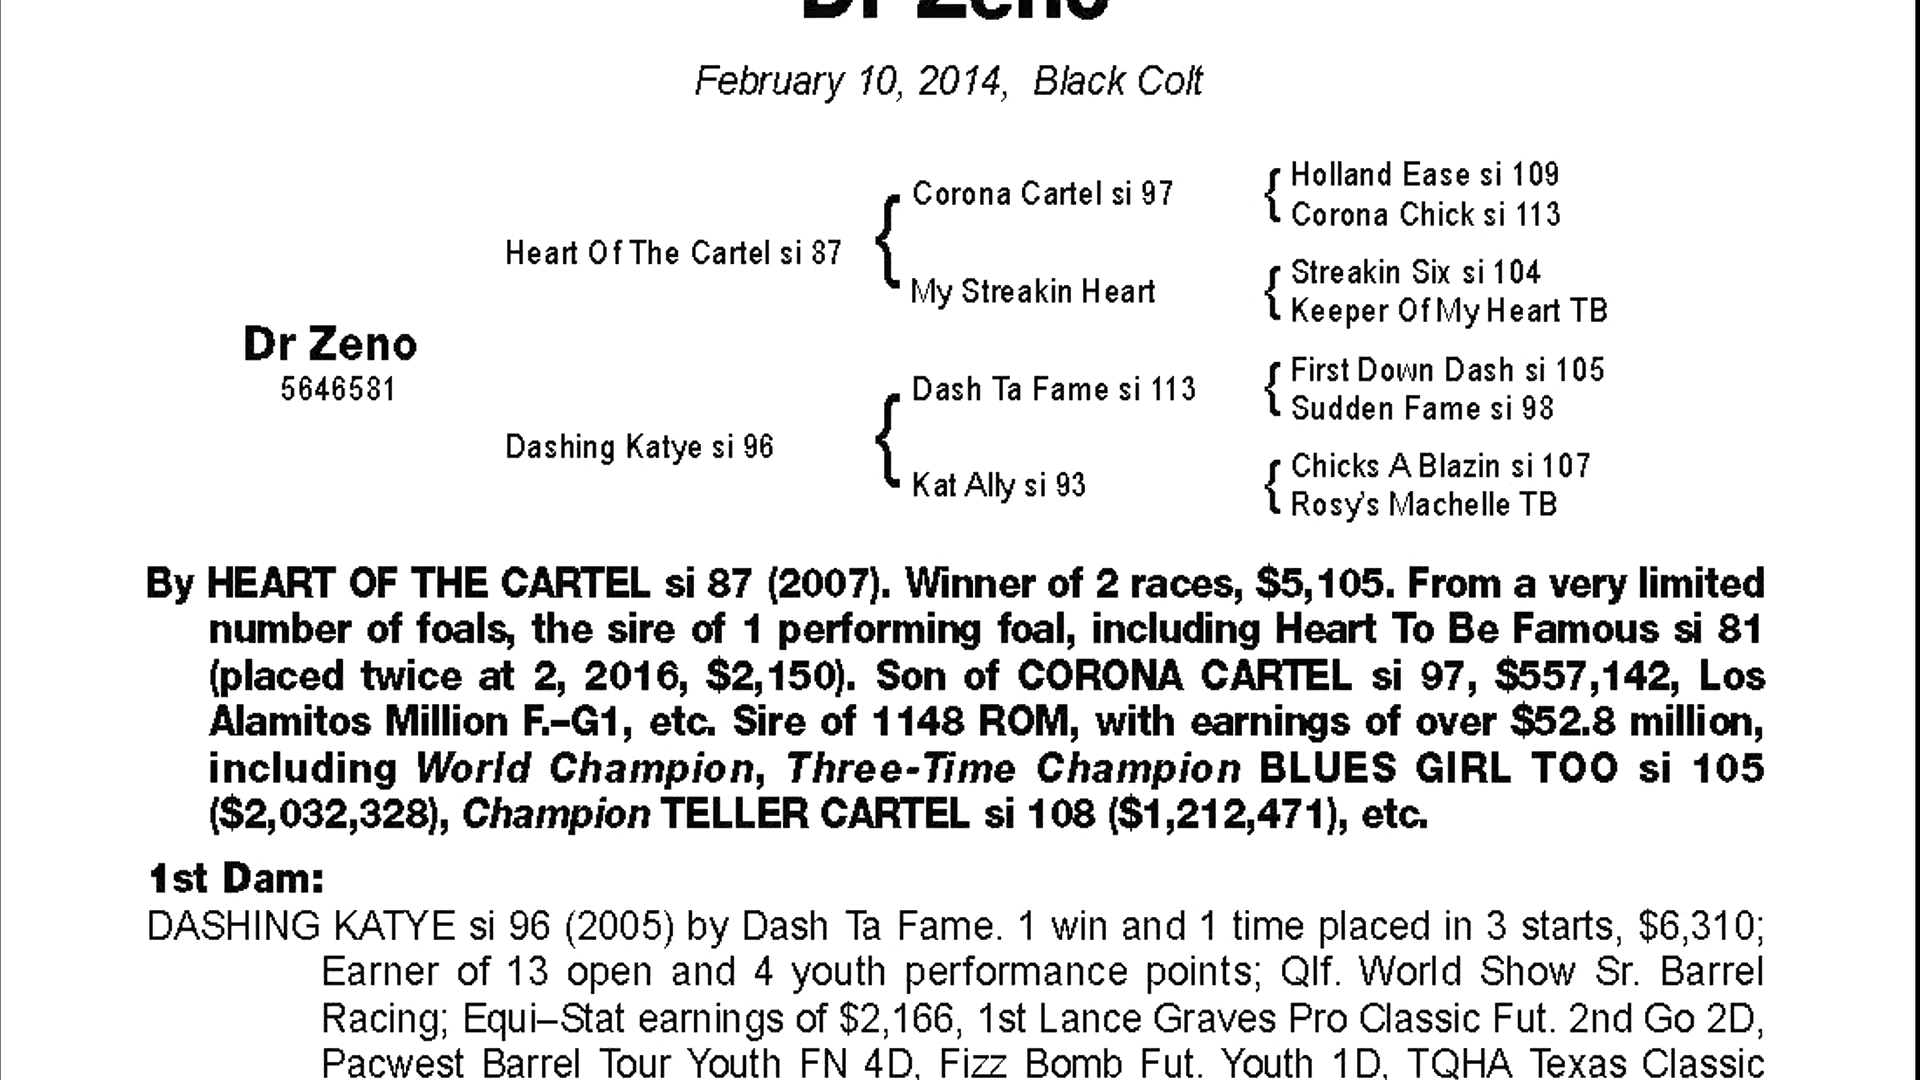 Dr Zeno
February 10, 2014, Black Colt
Holland Ease si 109
Corona Cartel si 97
Corona Chick si 113
Heart Of The Cartel si 87
Streakin Six si 104
My Streakin Heart
Keeper Of My Heart TB
Dr Zeno
5646581
First Down Dash si 105
Dash Ta Fame si 113
Sudden Fame si 98
Dashing Katye si 96
Chicks A Blazin si 107
Kat Ally si 93
Rosy's Machelle TB
By HEART OF THE CARTEL si 87 (2007). Winner of 2 races, $5,105. From a very limited
number of foals, the sire of 1 performing foal, including Heart To Be Famous si 81
(placed twice at 2, 2016, $2,150). Son of CORONA CARTEL si 97, $557,142, Los
Alamitos Million F.–G1, etc. Sire of 1148 ROM, with earnings of over $52.8 million,
including World Champion, Three-Time Champion BLUES GIRL TOO si 105
($2,032,328), Champion TELLER CARTEL si 108 ($1,212,471), etc.
1st Dam:
DASHING KATYE si 96 (2005) by Dash Ta Fame. 1 win and 1 time placed in 3 starts, $6,310;
Earner of 13 open and 4 youth performance points; Qlf. World Show Sr. Barrel
Racing; Equi–Stat earnings of $2,166, 1st Lance Graves Pro Classic Fut. 2nd Go 2D,
Pacwest Barrel Tour Youth FN 4D, Fizz Bomb Fut. Youth 1D, TQHA Texas Classic